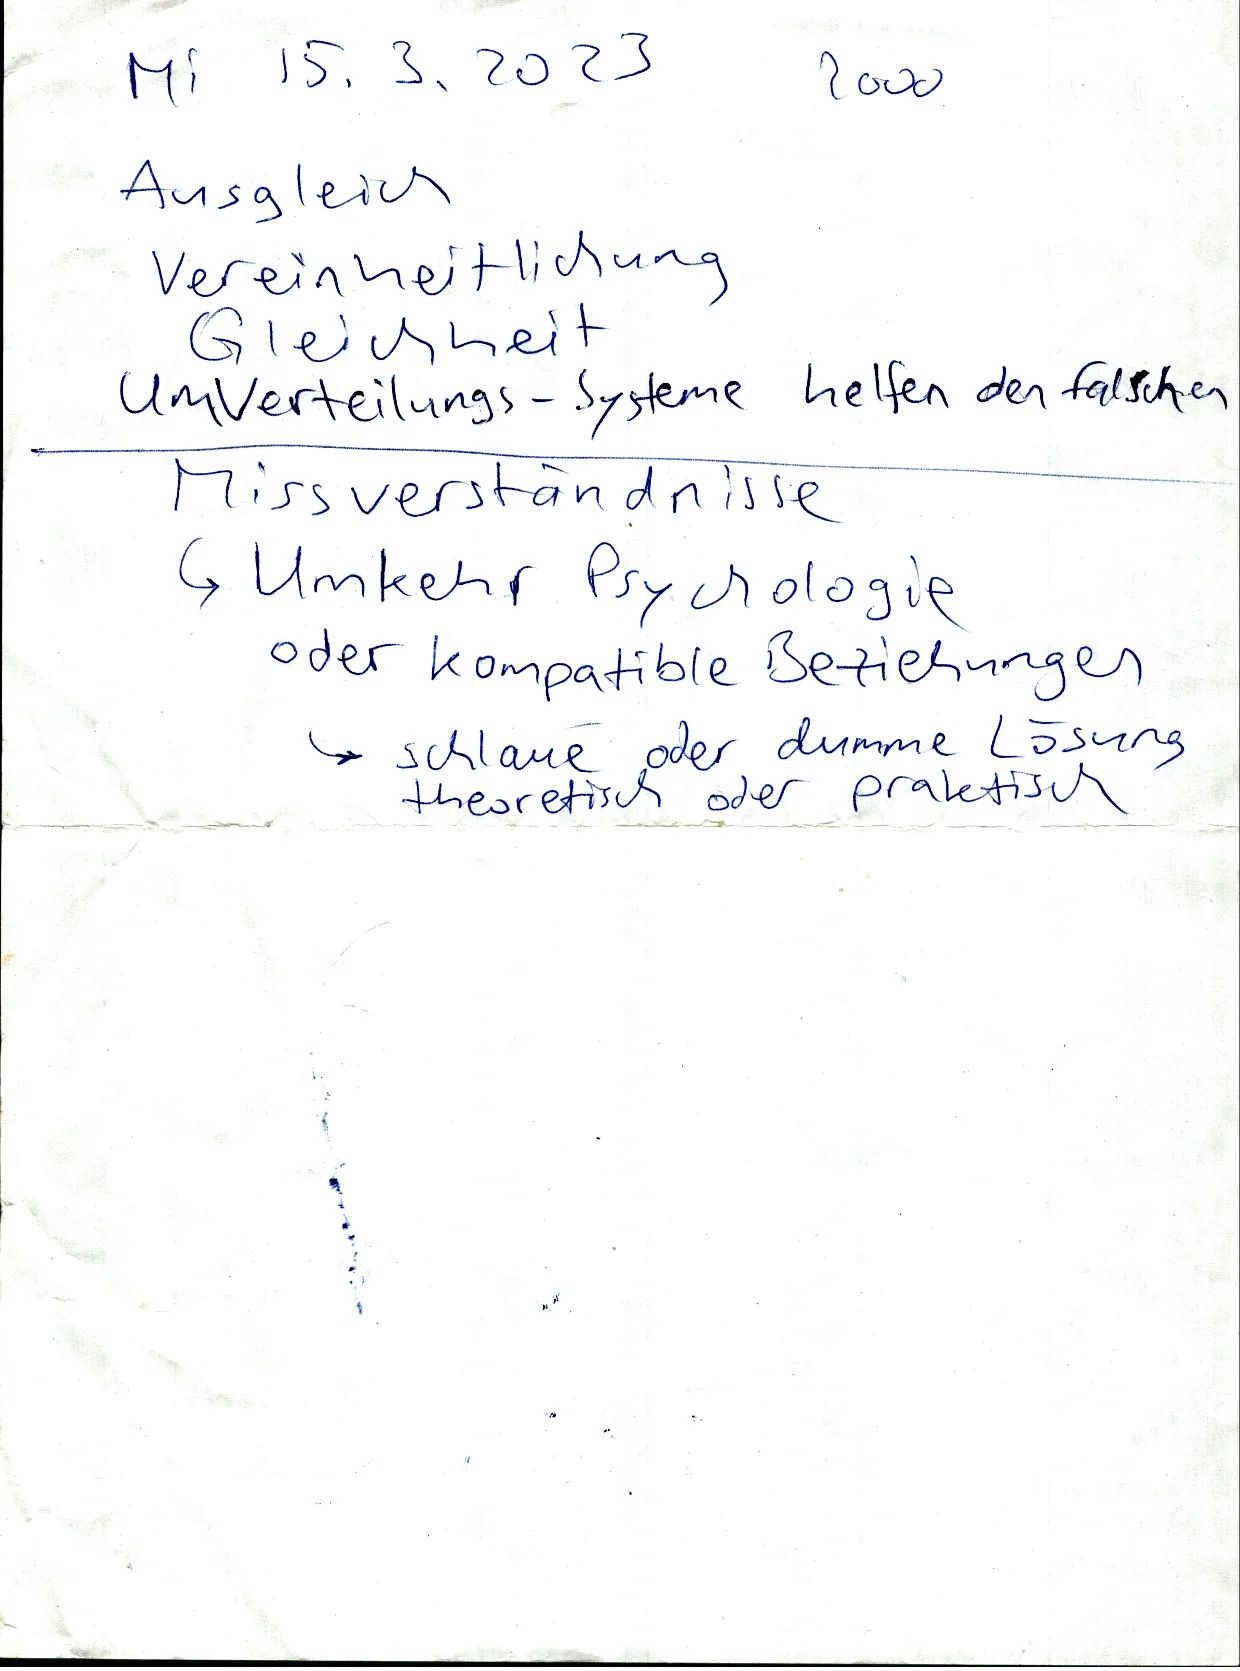 Mi 15. 3. 2023 2000
Ausgleich
Vereinheitlichung
Gleichheit
UmVerteilungs-Systeme helfen den falschen
Missverständnisse
↳ Umkehr Psychologie
oder kompatible Beziehungen
↳ schlaue oder dumme Lösung
theoretisch oder praktisch